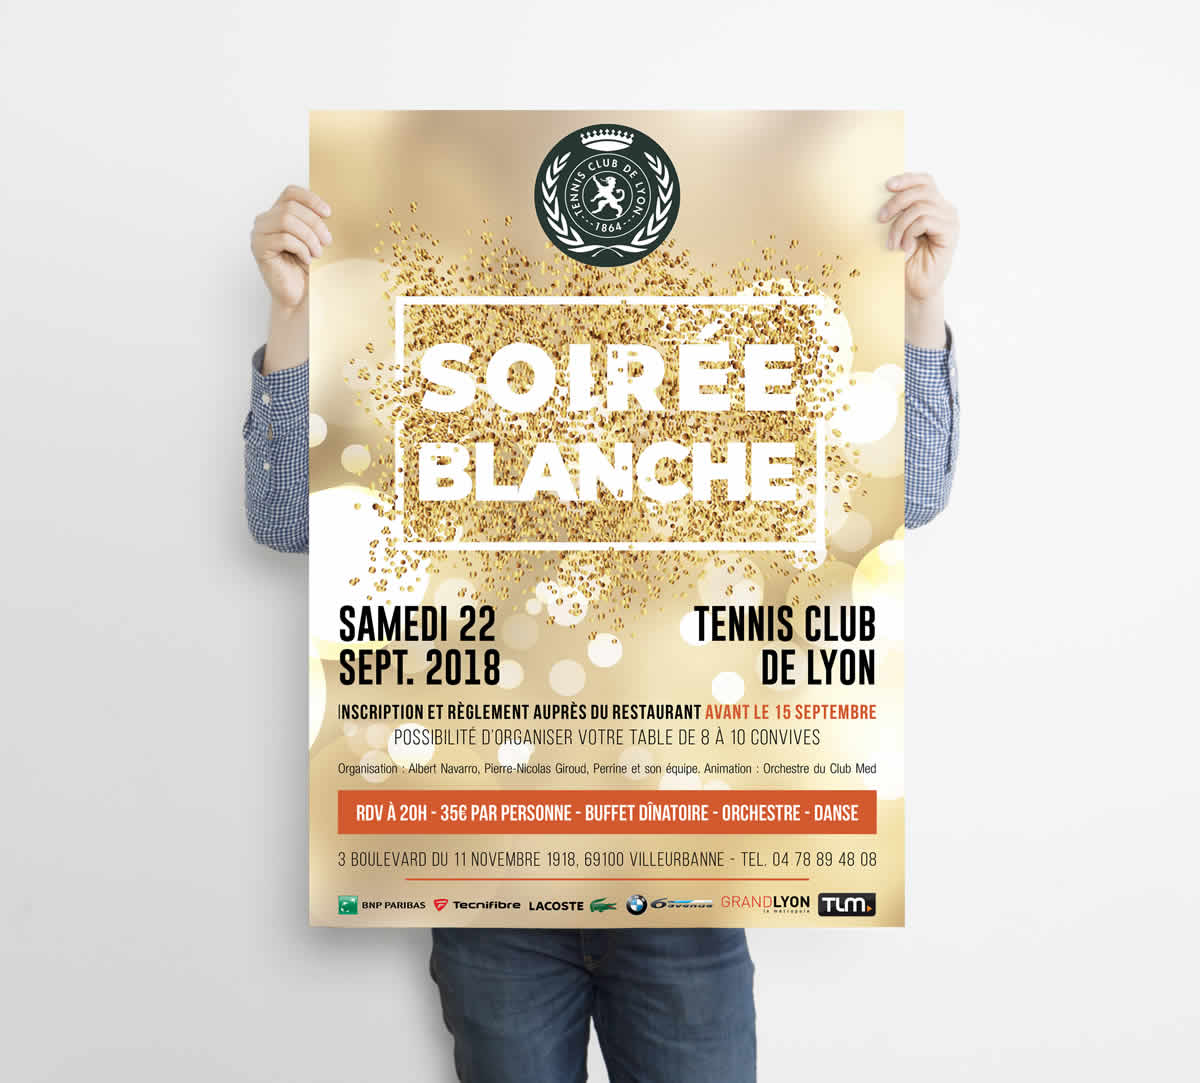 TENNIS CLUB DE LYON
1864
SOIRÉE
BLANCHE
SAMEDI 22
SEPT. 2018
TENNIS CLUB
DE LYON
INSCRIPTION ET RÈGLEMENT AUPRÈS DU RESTAURANT AVANT LE 15 SEPTEMBRE
POSSIBILITÉ D'ORGANISER VOTRE TABLE DE 8 À 10 CONVIVES
Organisation : Albert Navarro, Pierre-Nicolas Giroud, Perrine et son équipe. Animation : Orchestre du Club Med
RDV À 20H - 35€ PAR PERSONNE - BUFFET DÎNATOIRE - ORCHESTRE - DANSE
3 BOULEVARD DU 11 NOVEMBRE 1918, 69100 VILLEURBANNE - TEL. 04 78 89 48 08
BNP PARIBAS Tecnifibre LACOSTE BMW 6ème GRANDLYON TLM
la métropole